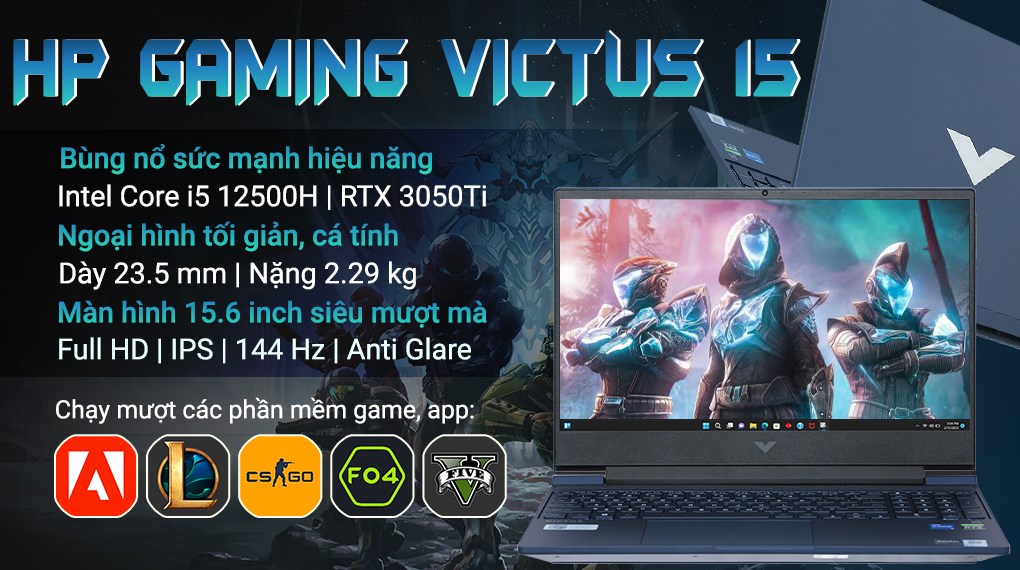 HP GAMING VICTÙS 15
Bùng nổ sức mạnh hiệu năng
Intel Core i5 12500H | RTX 3050Ti
Ngoại hình tối giản, cá tính
Dày 23.5 mm | Nặng 2.29 kg
Màn hình 15.6 inch siêu mượt mà
Full HD | IPS | 144 Hz | Anti Glare
Chạy mượt các phần mềm game, app:
L
CS GO
FO4
V FIVE